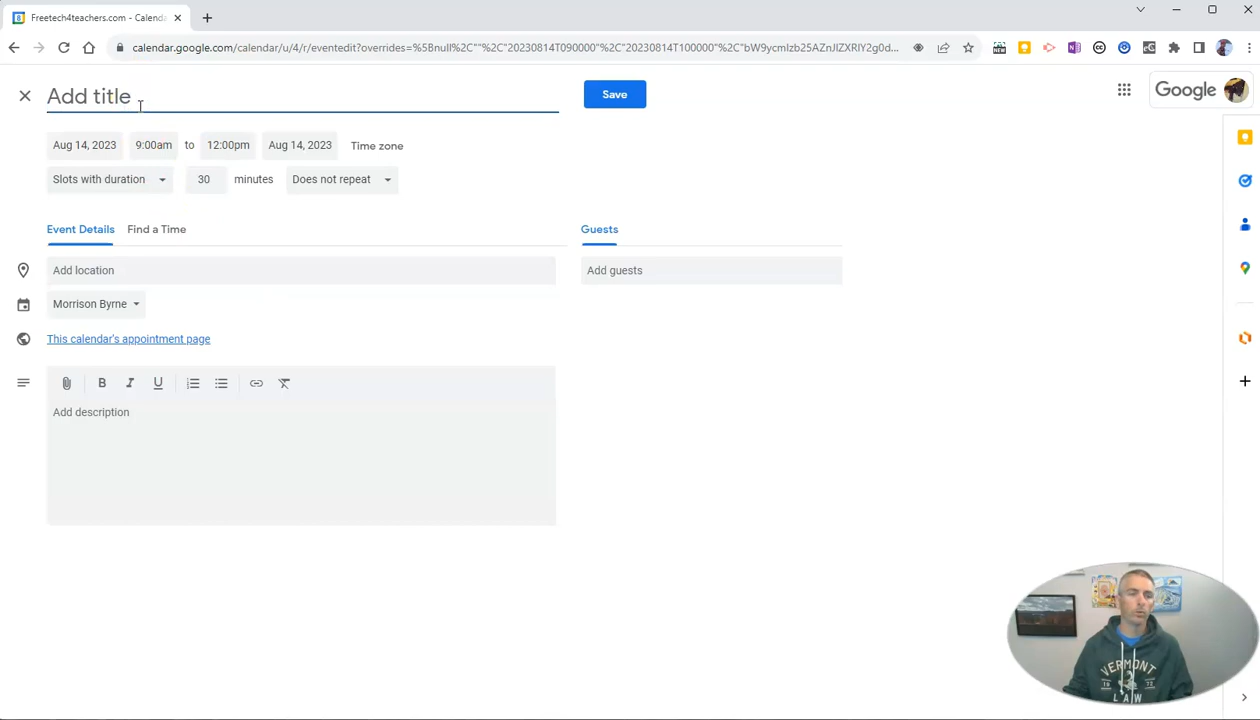 Freetech4teachers.com - Calenda
calendar.google.com/calendar/u/4/r/eventedit?overrides=%5Bnull%2C""%2C"20230814T090000"%2C"20230814T100000"%2C"bW9ycmlzb25AZnJlZXRlY2g0d...
Add title
Save
Google
Aug 14, 2023 9:00am to 12:00pm Aug 14, 2023 Time zone
Slots with duration 30 minutes Does not repeat
Event Details Find a Time Guests
Add location Add guests
Morrison Byrne
This calendar's appointment page
B I U
Add description
VERMONT
LAW